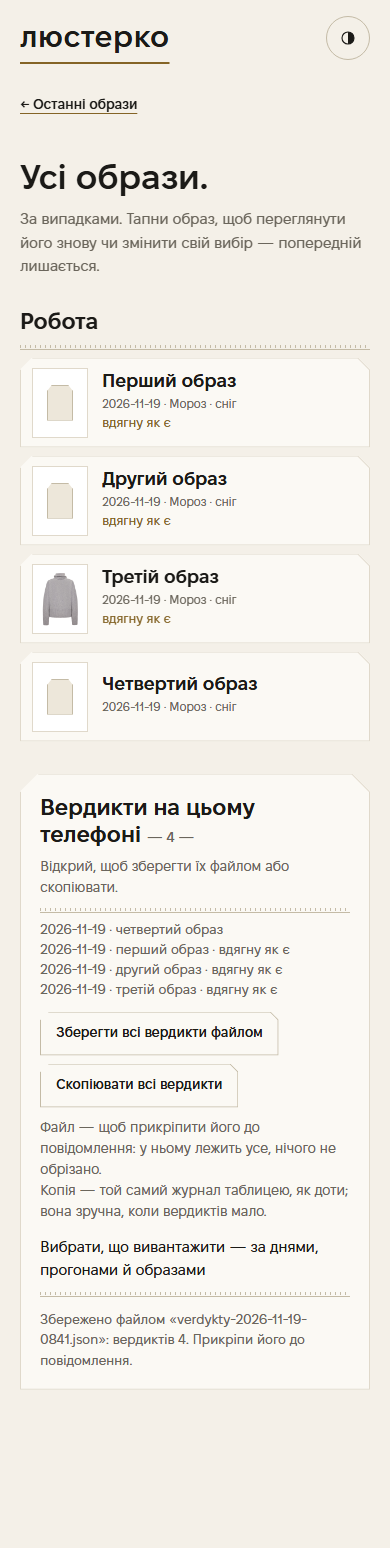 люстерко
← Останні образи
Усі образи.
За випадками. Тапни образ, щоб переглянути
його знову чи змінити свій вибір — попередній
лишається.
Робота
Перший образ
2026-11-19 · Мороз · сніг
вдягну як є
Другий образ
2026-11-19 · Мороз · сніг
вдягну як є
Третій образ
2026-11-19 · Мороз · сніг
вдягну як є
Четвертий образ
2026-11-19 · Мороз · сніг
Вердикти на цьому
телефоні — 4 —
Відкрий, щоб зберегти їх файлом або
скопіювати.
2026-11-19 · четвертий образ
2026-11-19 · перший образ · вдягну як є
2026-11-19 · другий образ · вдягну як є
2026-11-19 · третій образ · вдягну як є
Зберегти всі вердикти файлом
Скопіювати всі вердикти
Файл — щоб прикріпити його до
повідомлення: у ньому лежить усе, нічого не
обрізано.
Копія — той самий журнал таблицею, як доти;
вона зручна, коли вердиктів мало.
Вибрати, що вивантажити — за днями,
прогонами й образами
Збережено файлом «verdykty-2026-11-19-
0841.json»: вердиктів 4. Прикріпи його до
повідомлення.